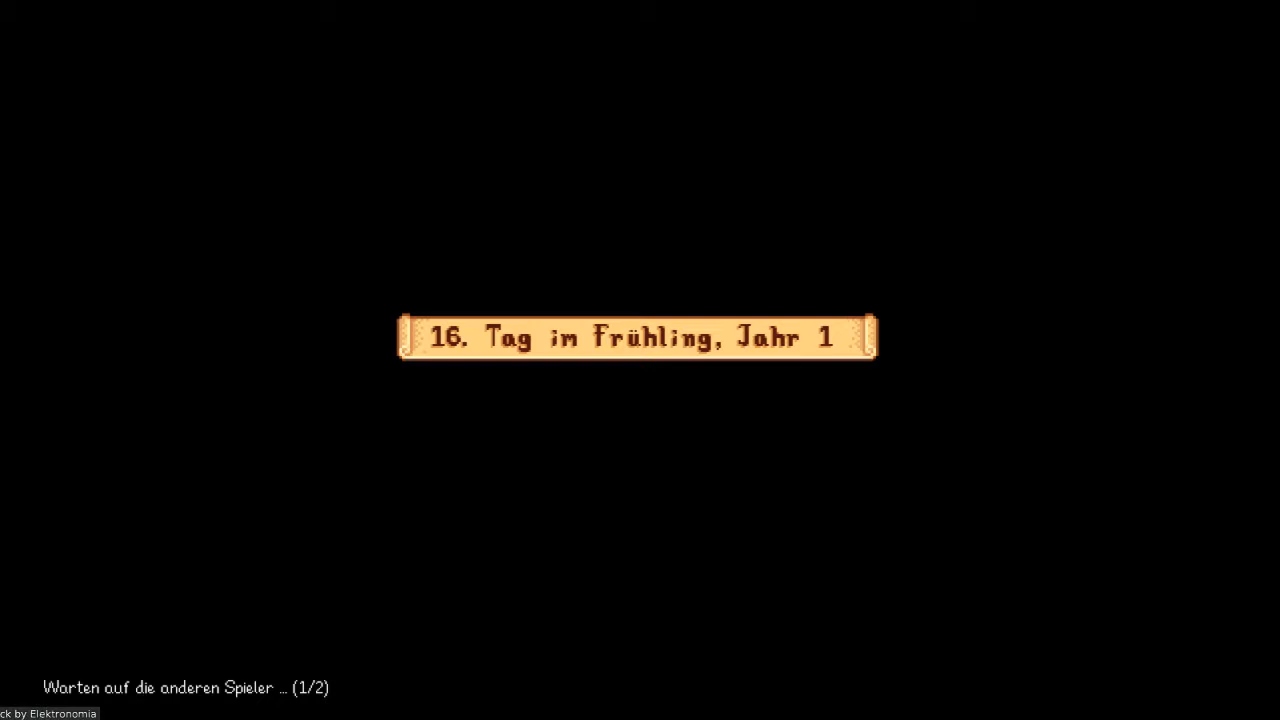 16. Tag im Frühling, Jahr 1
Warten auf die anderen Spieler ... (1/2)
ck by Elektronomia